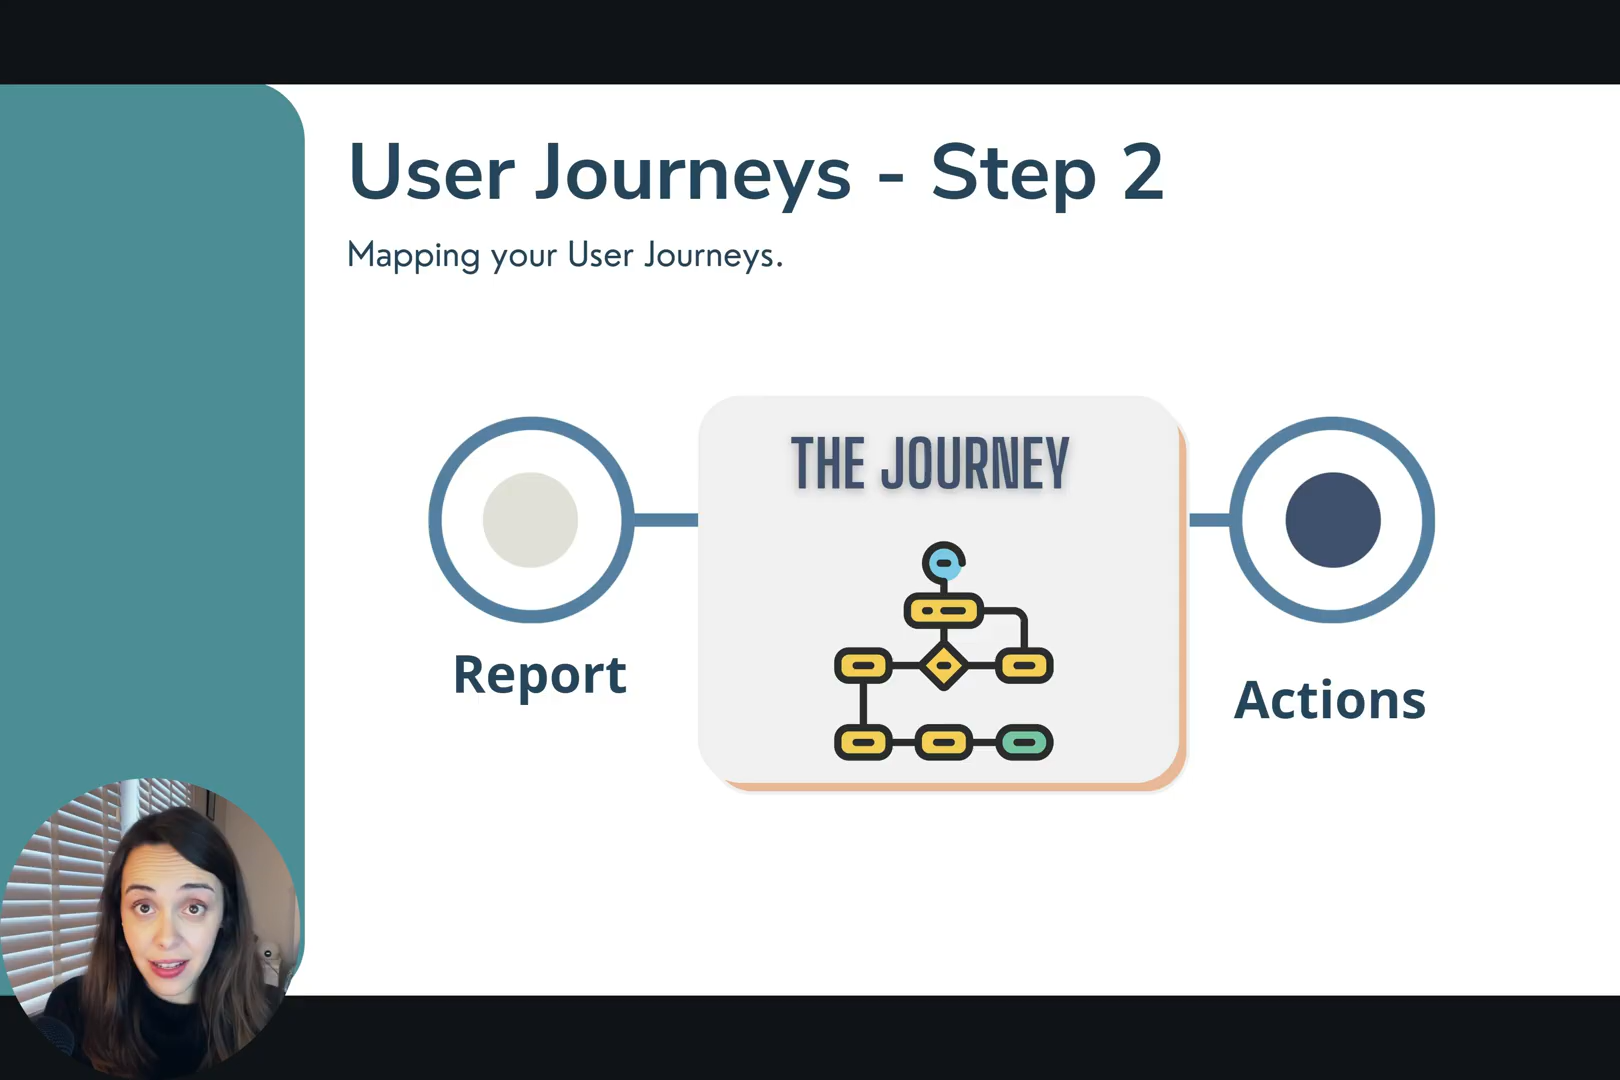 User Journeys - Step 2
Mapping your User Journeys.
THE JOURNEY
Report
Actions